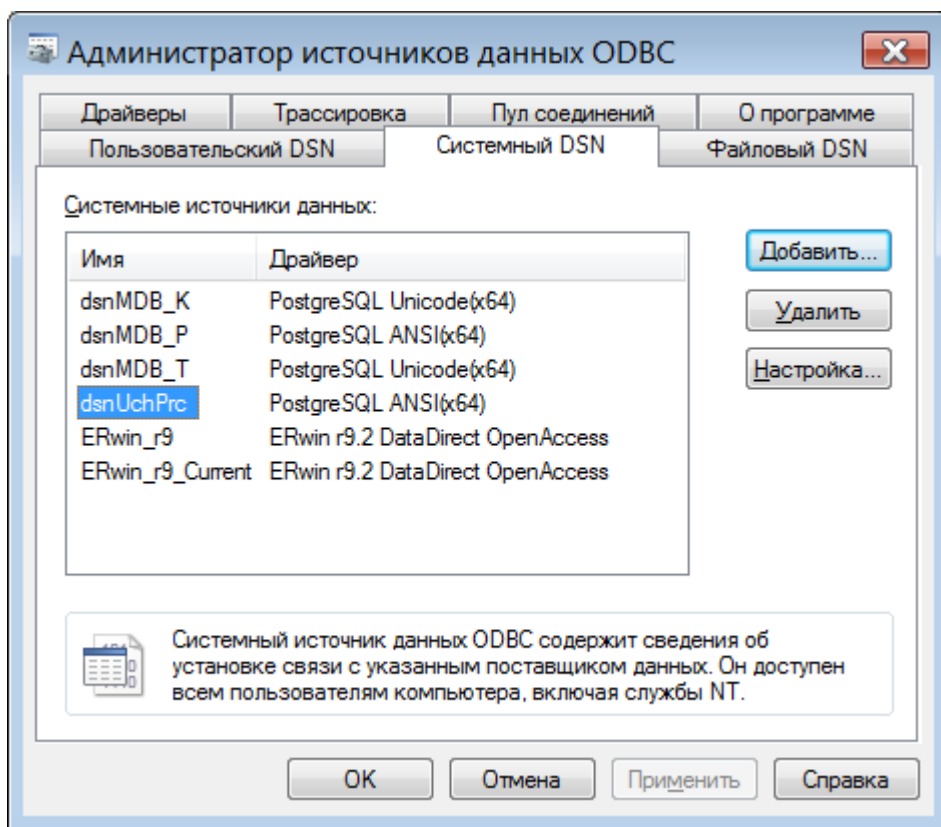 Администратор источников данных ODBC
Драйверы Трассировка Пул соединений О программе
Пользовательский DSN Системный DSN Файловый DSN
Системные источники данных:
Имя Драйвер
dsnMDB_K PostgreSQL Unicode(x64)
dsnMDB_P PostgreSQL ANSI(x64)
dsnMDB_T PostgreSQL Unicode(x64)
dsnUchPrc PostgreSQL ANSI(x64)
ERwin_r9 ERwin r9.2 DataDirect OpenAccess
ERwin_r9_Current ERwin r9.2 DataDirect OpenAccess
Добавить...
Удалить
Настройка...
Системный источник данных ODBC содержит сведения об
установке связи с указанным поставщиком данных. Он доступен
всем пользователям компьютера, включая службы NT.
OK Отмена Применить Справка